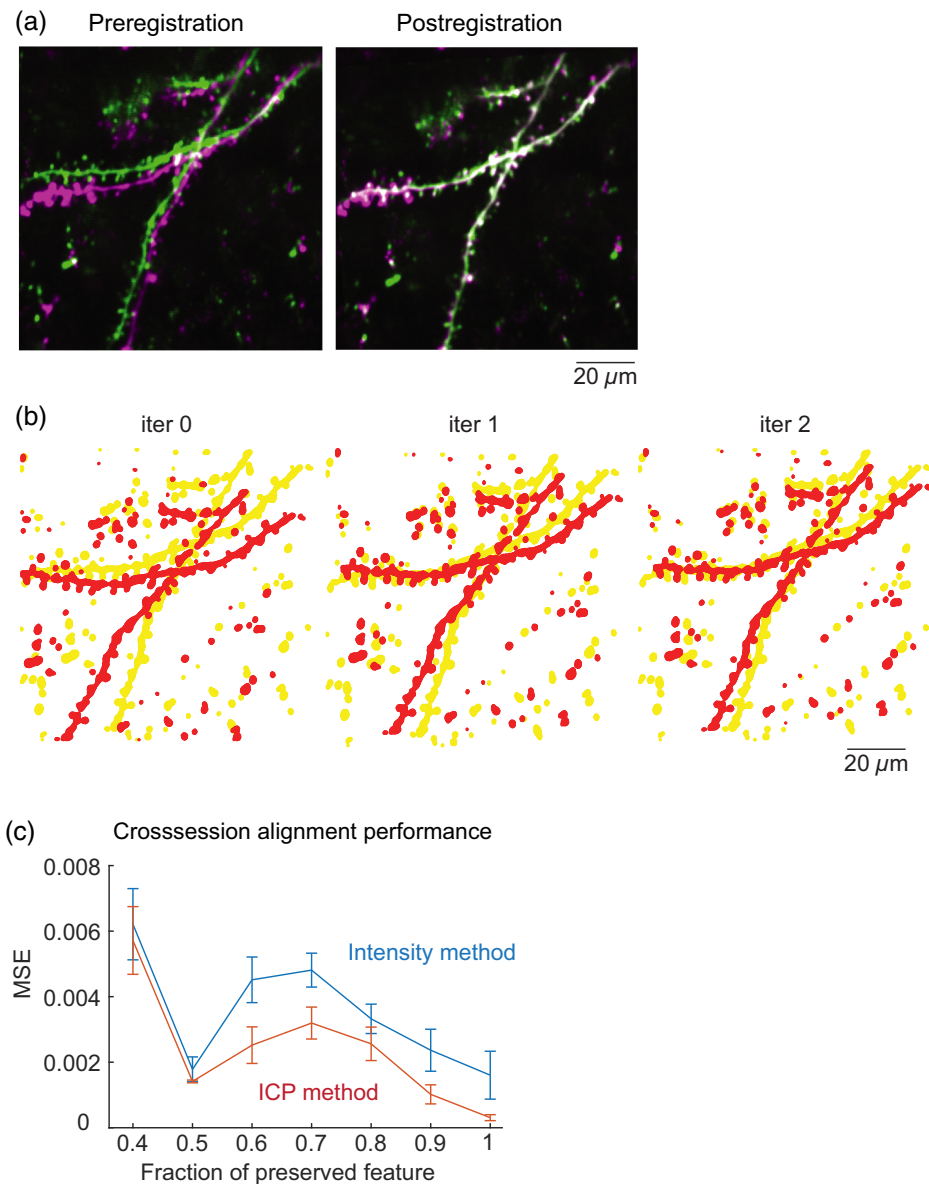 (a) Preregistration Postregistration
20 µm
(b)
iter 0 iter 1 iter 2
20 µm
(c) Crosssession alignment performance
0.008
0.006
0.004
0.002
0
MSE
Intensity method
ICP method
0.4 0.5 0.6 0.7 0.8 0.9 1
Fraction of preserved feature